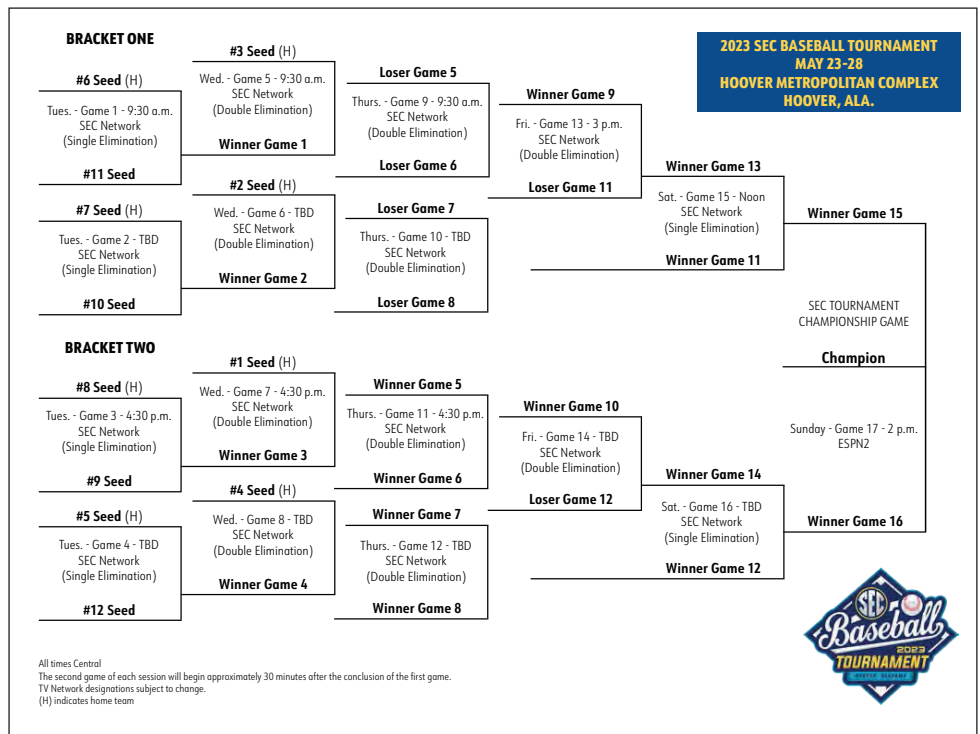 BRACKET ONE
#6 Seed (H)
Tues. - Game 1 - 9:30 a.m.
SEC Network
(Single Elimination)
#11 Seed
#7 Seed (H)
Tues. - Game 2 - TBD
SEC Network
(Single Elimination)
#10 Seed
#3 Seed (H)
Wed. - Game 5 - 9:30 a.m.
SEC Network
(Double Elimination)
Winner Game 1
#2 Seed (H)
Wed. - Game 6 - TBD
SEC Network
(Double Elimination)
Winner Game 2
Loser Game 5
Thurs. - Game 9 - 9:30 a.m.
SEC Network
(Double Elimination)
Loser Game 6
Loser Game 7
Thurs. - Game 10 - TBD
SEC Network
(Double Elimination)
Loser Game 8
Winner Game 9
Fri. - Game 13 - 3 p.m.
SEC Network
(Double Elimination)
Loser Game 11
Winner Game 13
Sat. - Game 15 - Noon
SEC Network
(Single Elimination)
Winner Game 11
2023 SEC BASEBALL TOURNAMENT
MAY 23-28
HOOVER METROPOLITAN COMPLEX
HOOVER, ALA.
Winner Game 15
SEC TOURNAMENT
CHAMPIONSHIP GAME
Champion
Sunday - Game 17 - 2 p.m.
ESPN2
Winner Game 16
BRACKET TWO
#8 Seed (H)
Tues. - Game 3 - 4:30 p.m.
SEC Network
(Single Elimination)
#9 Seed
#5 Seed (H)
Tues. - Game 4 - TBD
SEC Network
(Single Elimination)
#12 Seed
#1 Seed (H)
Wed. - Game 7 - 4:30 p.m.
SEC Network
(Double Elimination)
Winner Game 3
#4 Seed (H)
Wed. - Game 8 - TBD
SEC Network
(Double Elimination)
Winner Game 4
Winner Game 5
Thurs. - Game 11 - 4:30 p.m.
SEC Network
(Double Elimination)
Winner Game 6
Winner Game 7
Thurs. - Game 12 - TBD
SEC Network
(Double Elimination)
Winner Game 8
Winner Game 10
Fri. - Game 14 - TBD
SEC Network
(Double Elimination)
Loser Game 12
Winner Game 14
Sat. - Game 16 - TBD
SEC Network
(Single Elimination)
Winner Game 12
SEC
Baseball
2023
TOURNAMENT
All times Central
The second game of each session will begin approximately 30 minutes after the conclusion of the first game.
TV Network designations subject to change.
(H) indicates home team